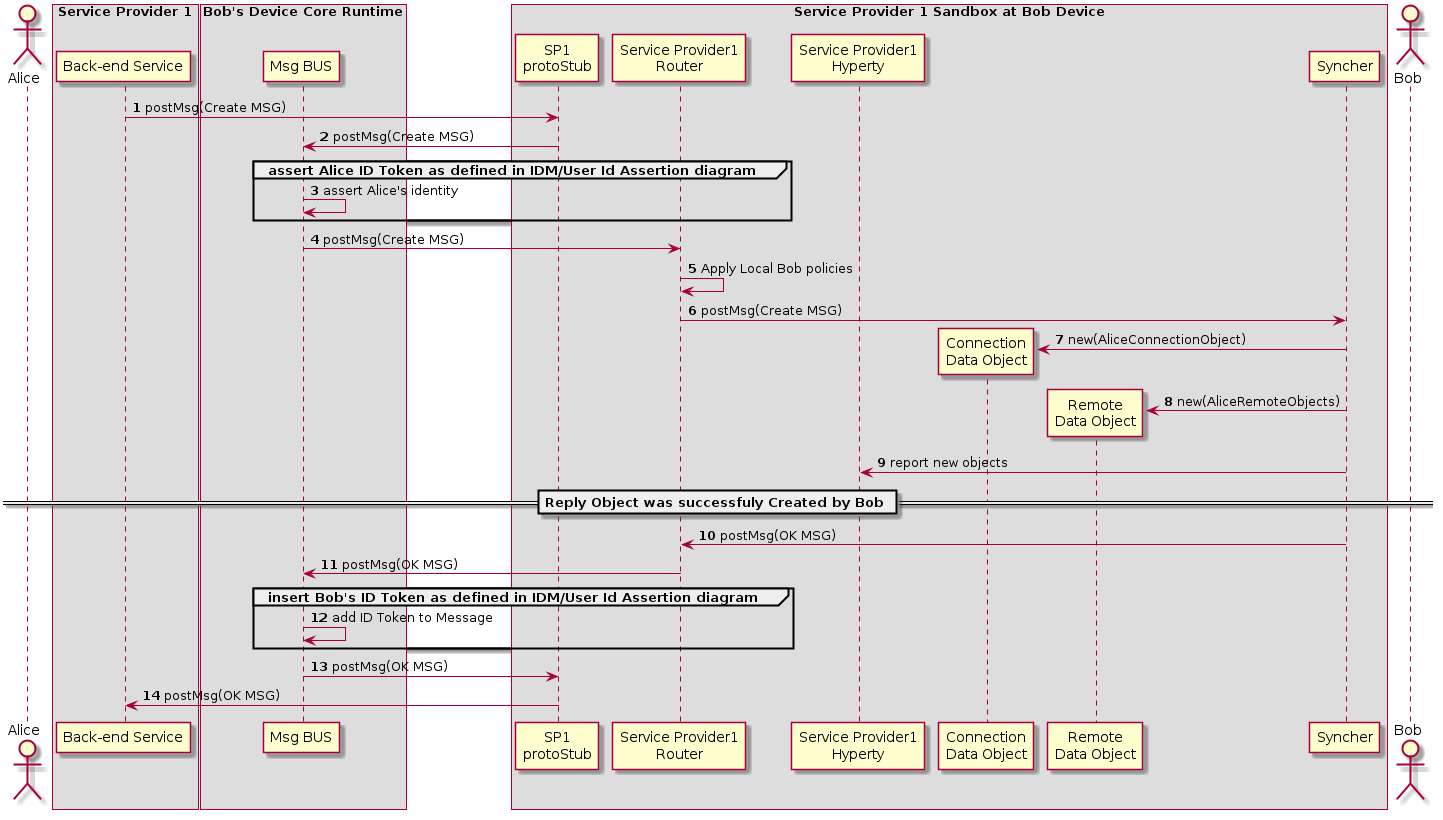 Service Provider 1
Bob's Device Core Runtime
Service Provider 1 Sandbox at Bob Device
Alice
Back-end Service
Msg BUS
SP1
protoStub
Service Provider1
Router
Service Provider1
Hyperty
Syncher
Bob
1 postMsg(Create MSG)
2 postMsg(Create MSG)
assert Alice ID Token as defined in IDM/User Id Assertion diagram
3 assert Alice's identity
4 postMsg(Create MSG)
5 Apply Local Bob policies
6 postMsg(Create MSG)
Connection
Data Object
7 new(AliceConnectionObject)
Remote
Data Object
8 new(AliceRemoteObjects)
9 report new objects
Reply Object was successfuly Created by Bob
10 postMsg(OK MSG)
11 postMsg(OK MSG)
insert Bob's ID Token as defined in IDM/User Id Assertion diagram
12 add ID Token to Message
13 postMsg(OK MSG)
14 postMsg(OK MSG)
Alice
Back-end Service
Msg BUS
SP1
protoStub
Service Provider1
Router
Service Provider1
Hyperty
Connection
Data Object
Remote
Data Object
Syncher
Bob